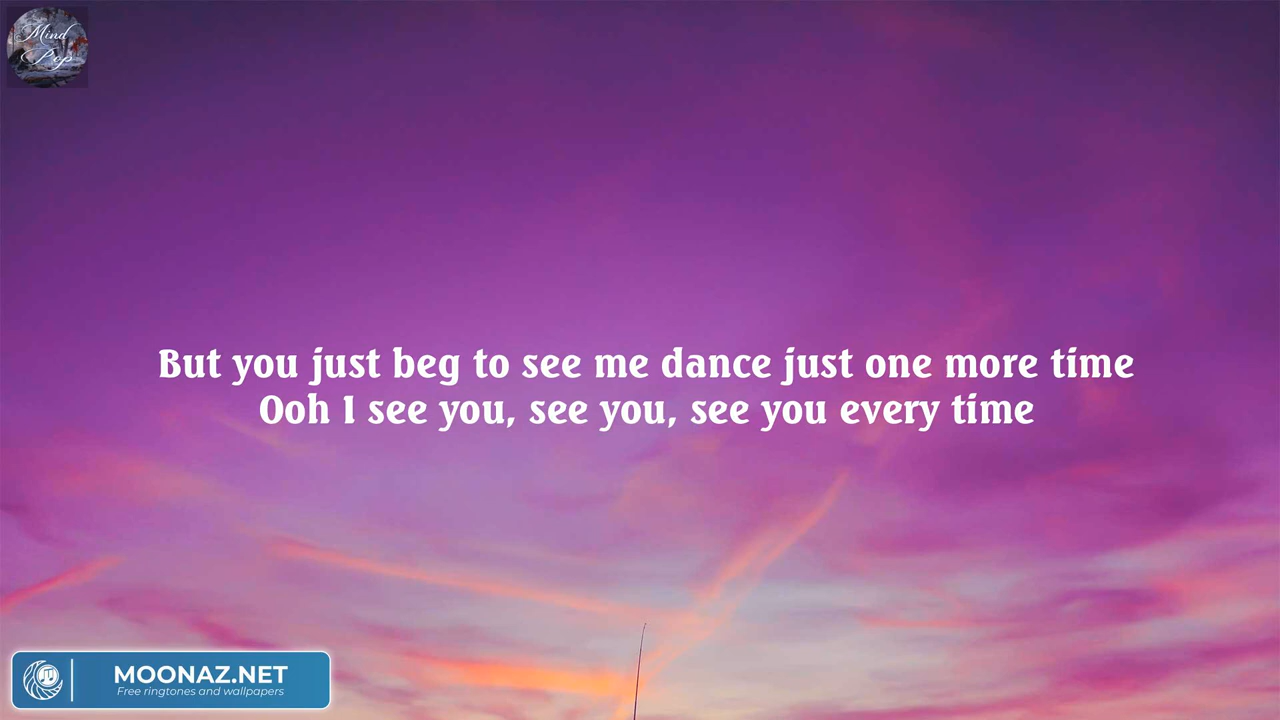 Mind
Pop
But you just beg to see me dance just one more time
Ooh I see you, see you, see you every time
MOONAZ.NET
Free ringtones and wallpapers